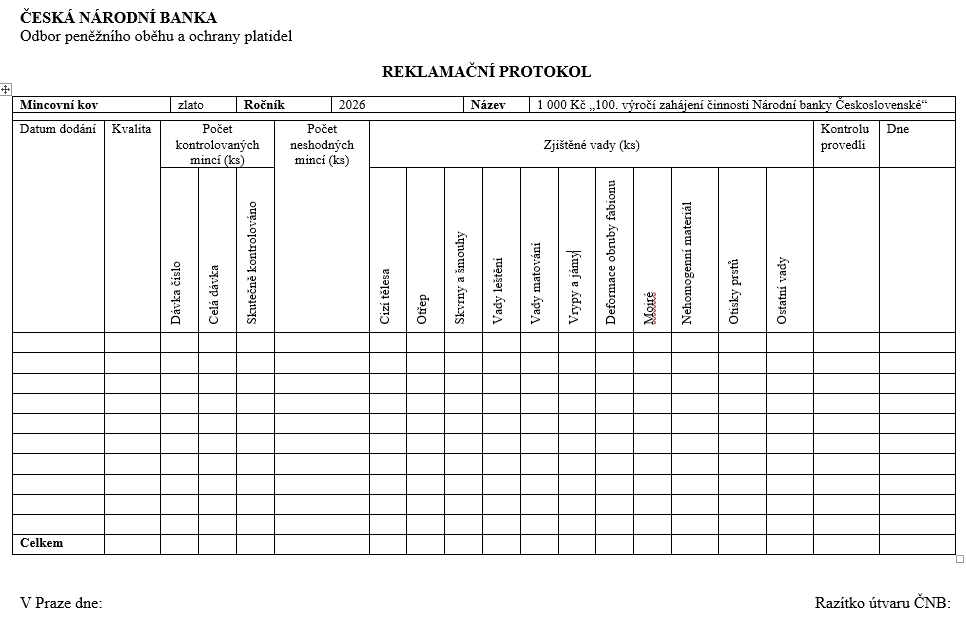 ČESKÁ NÁRODNÍ BANKA
Odbor peněžního oběhu a ochrany platidel
REKLAMAČNÍ PROTOKOL
Mincovní kov zlato Ročník 2026 Název 1 000 Kč „100. výročí zahájení činnosti Národní banky Československé“
Datum dodání
Kvalita
Počet
kontrolovaných
mincí (ks)
Počet
neshodných
mincí (ks)
Zjištěné vady (ks)
Kontrolu
provedli
Dne
Dávka číslo
Celá dávka
Skutečně kontrolováno
Cizí tělesa
Otřep
Skvrny a šmouhy
Vady leštění
Vady matování
Vrypy a jámy
Deformace obruby fabionu
Moiré
Nehomogenní materiál
Otisky prstů
Ostatní vady
Celkem
V Praze dne:
Razítko útvaru ČNB: